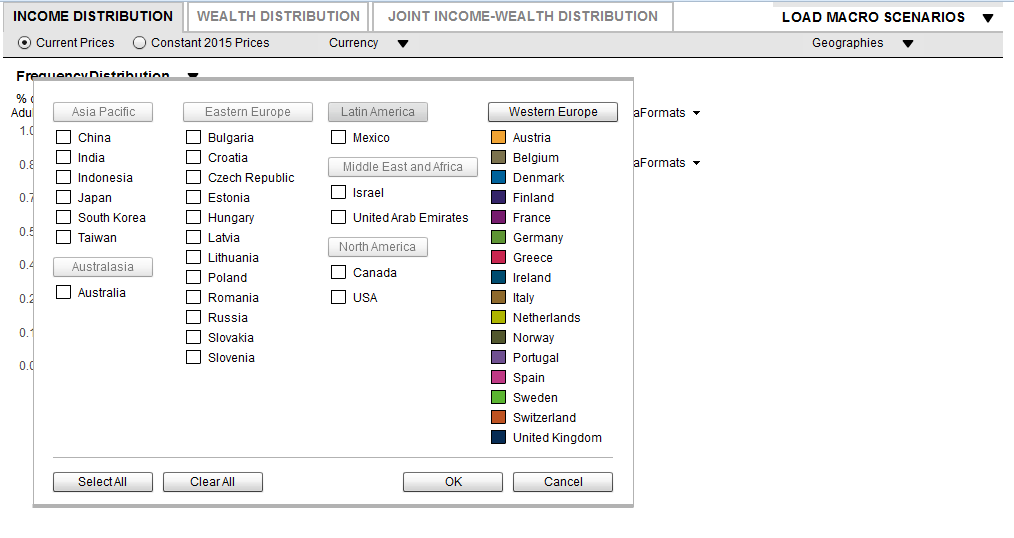 INCOME DISTRIBUTION WEALTH DISTRIBUTION JOINT INCOME-WEALTH DISTRIBUTION LOAD MACRO SCENARIOS
Current Prices Constant 2015 Prices Currency Geographies
Frequency Distribution
%
aFormats
aFormats
1.0
0.8
0.7
0.5
0.4
0.2
0.1
0.0
Asia Pacific
China
India
Indonesia
Japan
South Korea
Taiwan
Australasia
Australia
Eastern Europe
Bulgaria
Croatia
Czech Republic
Estonia
Hungary
Latvia
Lithuania
Poland
Romania
Russia
Slovakia
Slovenia
Latin America
Mexico
Middle East and Africa
Israel
United Arab Emirates
North America
Canada
USA
Western Europe
Austria
Belgium
Denmark
Finland
France
Germany
Greece
Ireland
Italy
Netherlands
Norway
Portugal
Spain
Sweden
Switzerland
United Kingdom
Select All Clear All OK Cancel